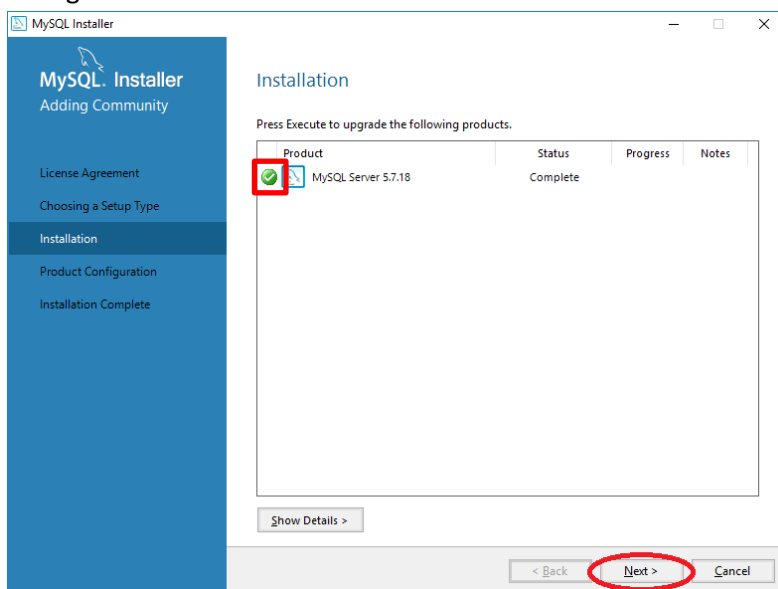 MySQL Installer
MySQL. Installer
Adding Community
License Agreement
Choosing a Setup Type
Installation
Product Configuration
Installation Complete
Installation
Press Execute to upgrade the following products.
Product Status Progress Notes
MySQL Server 5.7.18 Complete
Show Details >
< Back Next > Cancel